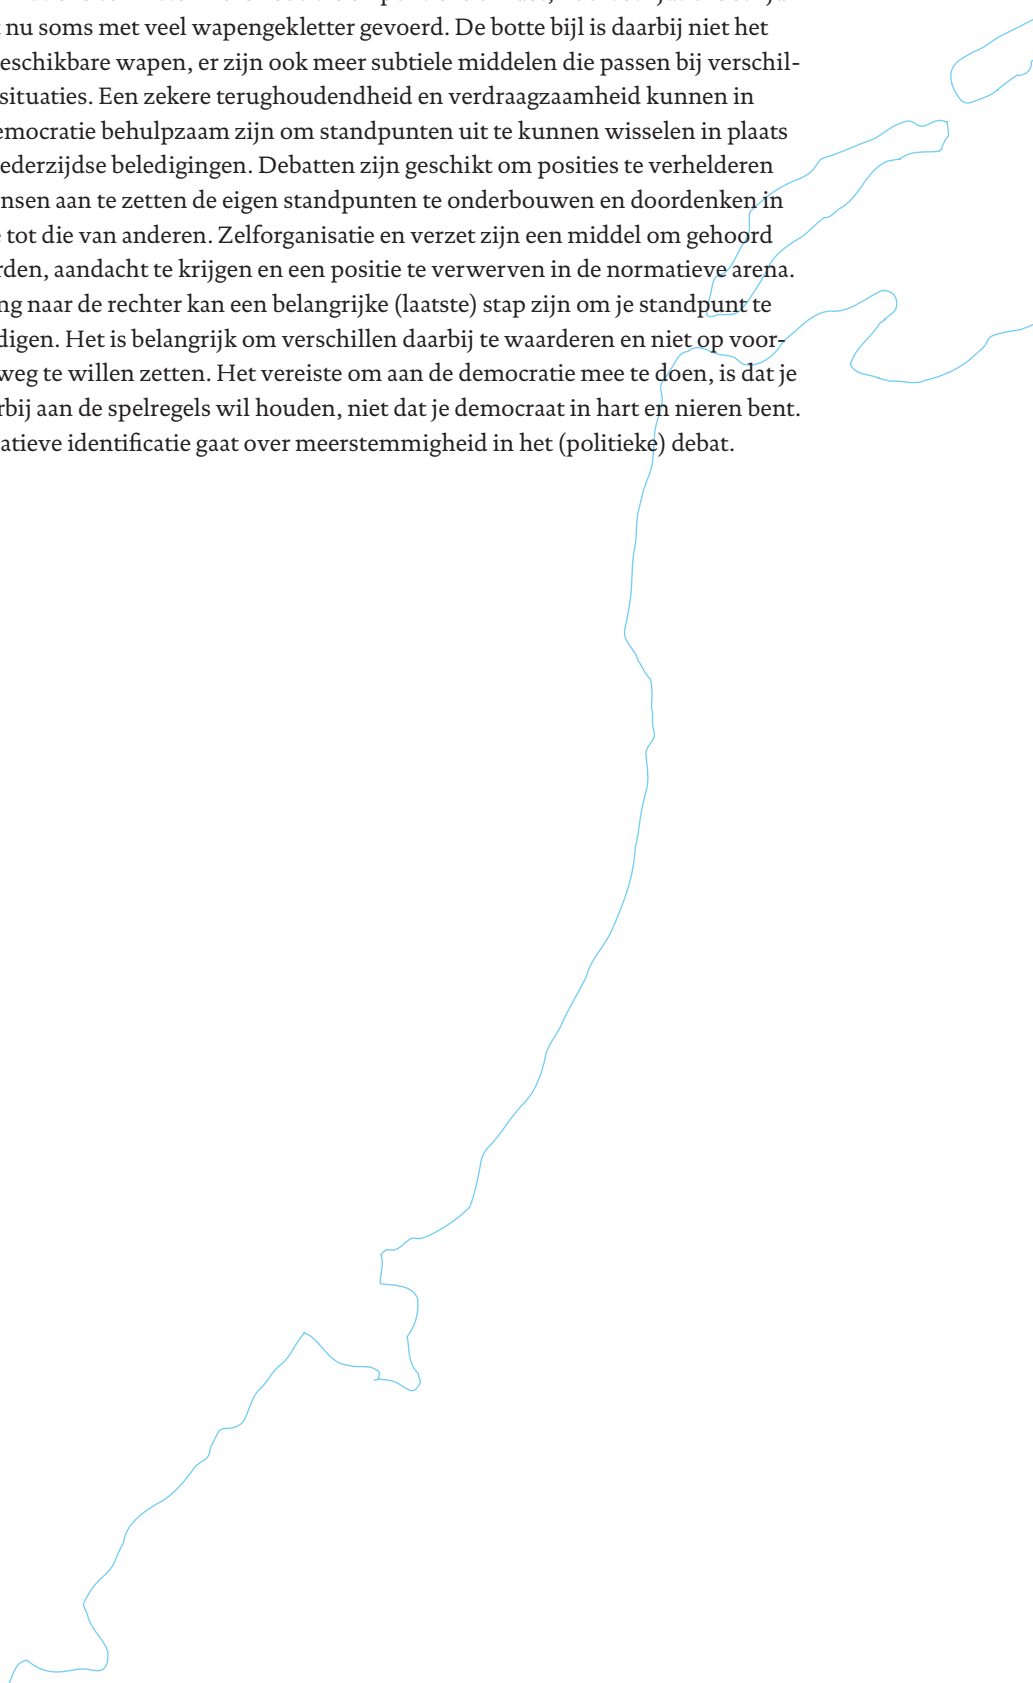 nu soms met veel wapengekletter gevoerd. De botte bijl is daarbij niet het
eschikbare wapen, er zijn ook meer subtiele middelen die passen bij verschil-
situaties. Een zekere terughoudendheid en verdraagzaamheid kunnen in
emocratie behulpzaam zijn om standpunten uit te kunnen wisselen in plaats
ederzijdse beledigingen. Debatten zijn geschikt om posities te verhelderen
nsen aan te zetten de eigen standpunten te onderbouwen en doordenken in
tot die van anderen. Zelforganisatie en verzet zijn een middel om gehoord
rden, aandacht te krijgen en een positie te verwerven in de normatieve arena.
ng naar de rechter kan een belangrijke (laatste) stap zijn om je standpunt te
digen. Het is belangrijk om verschillen daarbij te waarderen en niet op voor-
weg te willen zetten. Het vereiste om aan de democratie mee te doen, is dat je
rbij aan de spelregels wil houden, niet dat je democraat in hart en nieren bent.
atieve identificatie gaat over meerstemmigheid in het (politieke) debat.